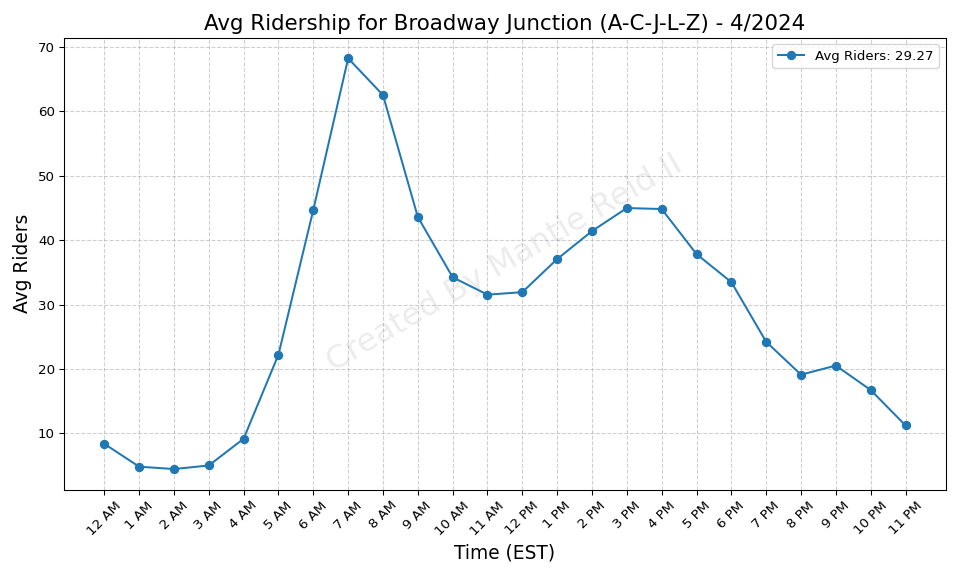 Avg Ridership for Broadway Junction (A-C-J-L-Z) - 4/2024
Avg Riders: 29.27
70
60
50
40
30
20
10
Avg Riders
Created By Mantie Reid II
12 AM
1 AM
2 AM
3 AM
4 AM
5 AM
6 AM
7 AM
8 AM
9 AM
10 AM
11 AM
12 PM
1 PM
2 PM
3 PM
4 PM
5 PM
6 PM
7 PM
8 PM
9 PM
10 PM
11 PM
Time (EST)